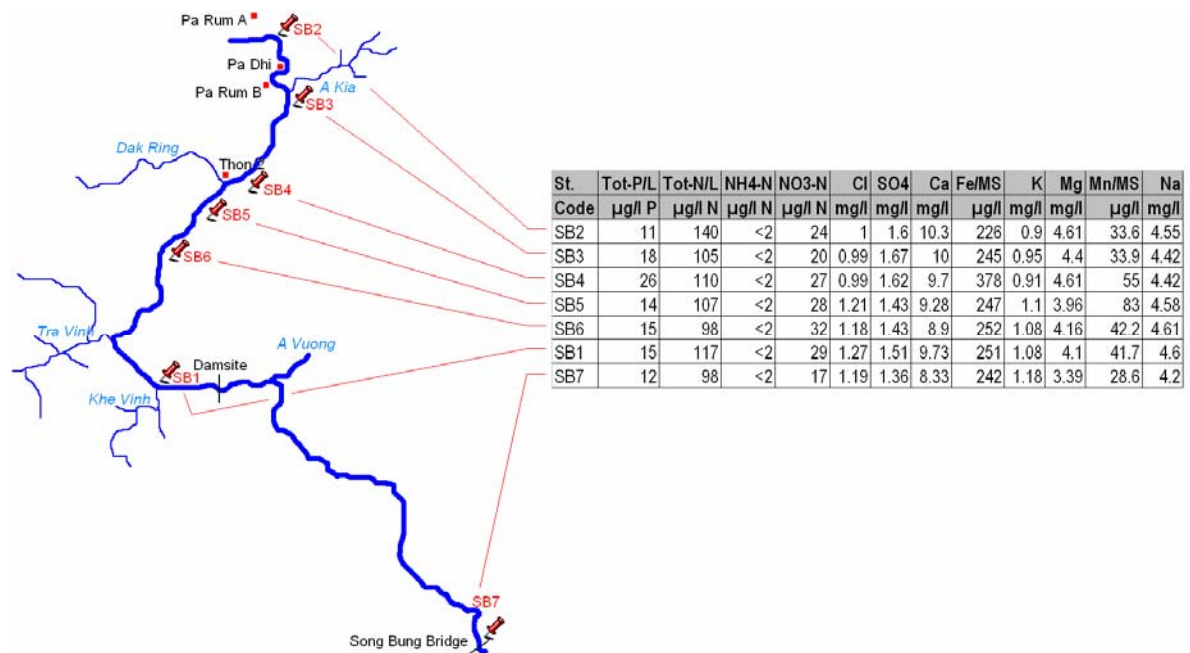 Pa Rum A
SB2
Pa Dhi
A Kia
Pa Rum B
SB3
Dak Ring
Thon 2
SB4
SB5
SB6
Tra Vinh
A Vuong
Damsite
SB1
Khe Vinh
SB7
Song Bung Bridge
St. Tot-P/L Tot-N/L NH4-N NO3-N Cl SO4 Ca Fe/MS K Mg Mn/MS Na
Code µg/l P µg/l N µg/l N µg/l N mg/l mg/l mg/l µg/l mg/l mg/l µg/l mg/l
SB2 11 140 <2 24 1 1.6 10.3 226 0.9 4.61 33.6 4.55
SB3 18 105 <2 20 0.99 1.67 10 245 0.95 4.4 33.9 4.42
SB4 26 110 <2 27 0.99 1.62 9.7 378 0.91 4.61 55 4.42
SB5 14 107 <2 28 1.21 1.43 9.28 247 1.1 3.96 83 4.58
SB6 15 98 <2 32 1.18 1.43 8.9 252 1.08 4.16 42.2 4.61
SB1 15 117 <2 29 1.27 1.51 9.73 251 1.08 4.1 41.7 4.6
SB7 12 98 <2 17 1.19 1.36 8.33 242 1.18 3.39 28.6 4.2